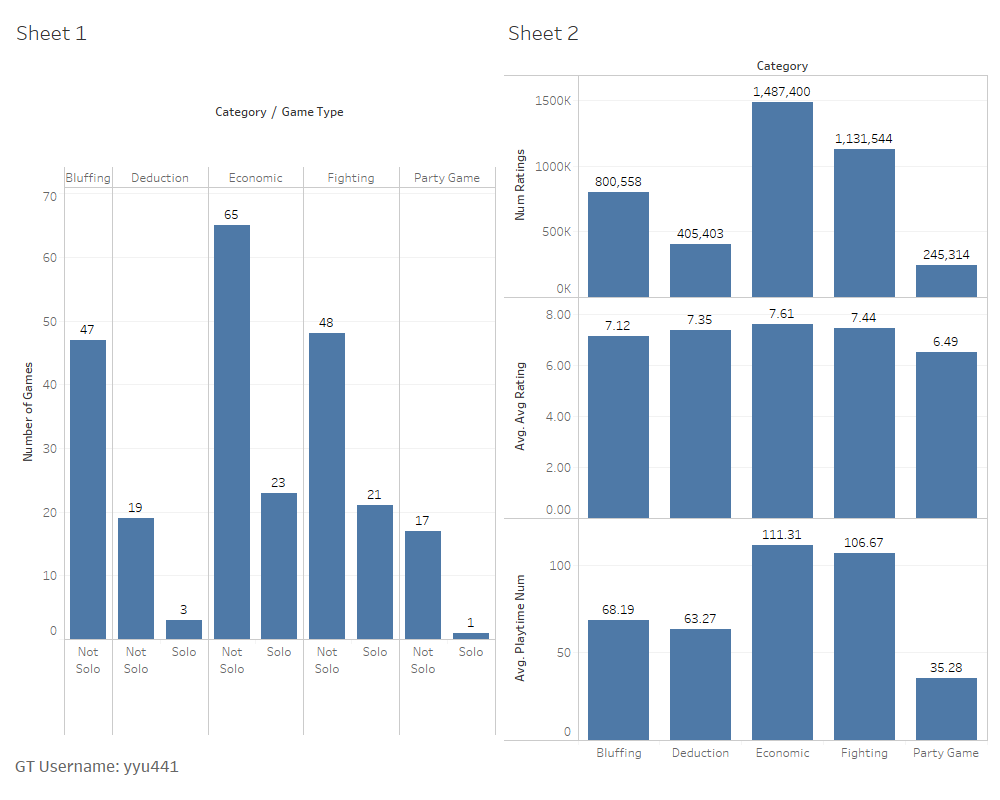 Sheet 1
Category / Game Type
Bluffing Deduction Economic Fighting Party Game
Number of Games
70
60
50
40
30
20
10
0
47
19
3
65
23
48
21
17
1
Not Solo
Not Solo
Solo
Not Solo
Solo
Not Solo
Solo
Not Solo
Solo
Sheet 2
Category
Num Ratings
1500K
1000K
500K
0K
800,558
405,403
1,487,400
1,131,544
245,314
Avg. Avg Rating
8.00
6.00
4.00
2.00
0.00
7.12
7.35
7.61
7.44
6.49
Avg. Playtime Num
100
50
0
68.19
63.27
111.31
106.67
35.28
Bluffing Deduction Economic Fighting Party Game
GT Username: yyu441